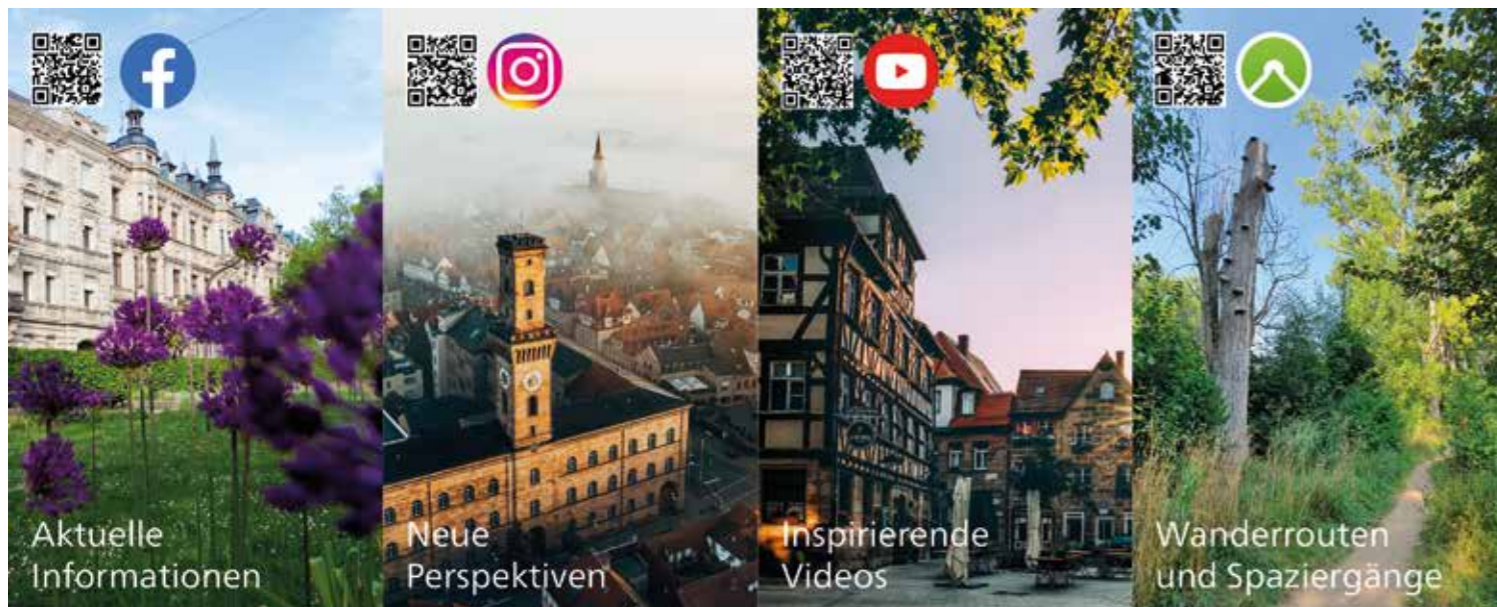 Aktuelle
Informationen
Neue
Perspektiven
Inspirierende
Videos
Wanderrouten
und Spaziergänge